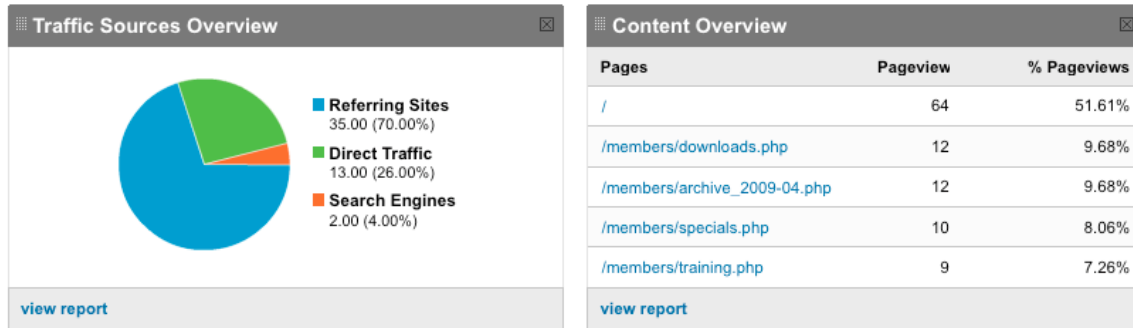 Traffic Sources Overview
Referring Sites
35.00 (70.00%)
Direct Traffic
13.00 (26.00%)
Search Engines
2.00 (4.00%)
view report
Content Overview
Pages Pageview % Pageviews
/ 64 51.61%
/members/downloads.php 12 9.68%
/members/archive_2009-04.php 12 9.68%
/members/specials.php 10 8.06%
/members/training.php 9 7.26%
view report